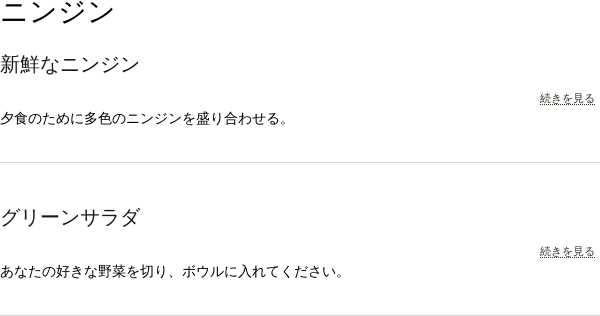 ニンジン
新鮮なニンジン
続きを見る
夕食のために多色のニンジンを盛り合わせる。
グリーンサラダ
続きを見る
あなたの好きな野菜を切り、ボウルに入れてください。